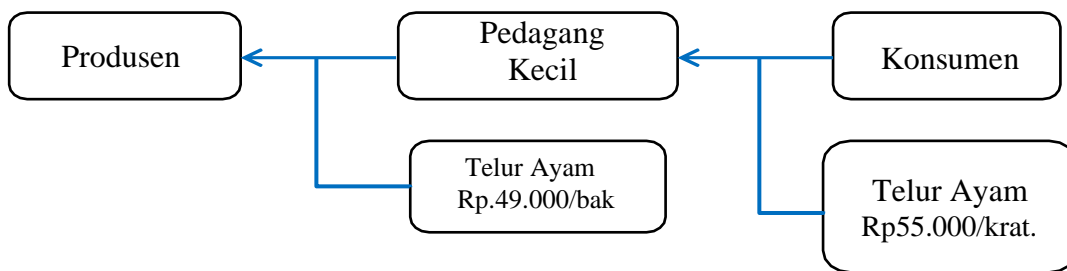 Produsen
Pedagang
Kecil
Konsumen
Telur Ayam
Rp.49.000/bak
Telur Ayam
Rp55.000/krat.